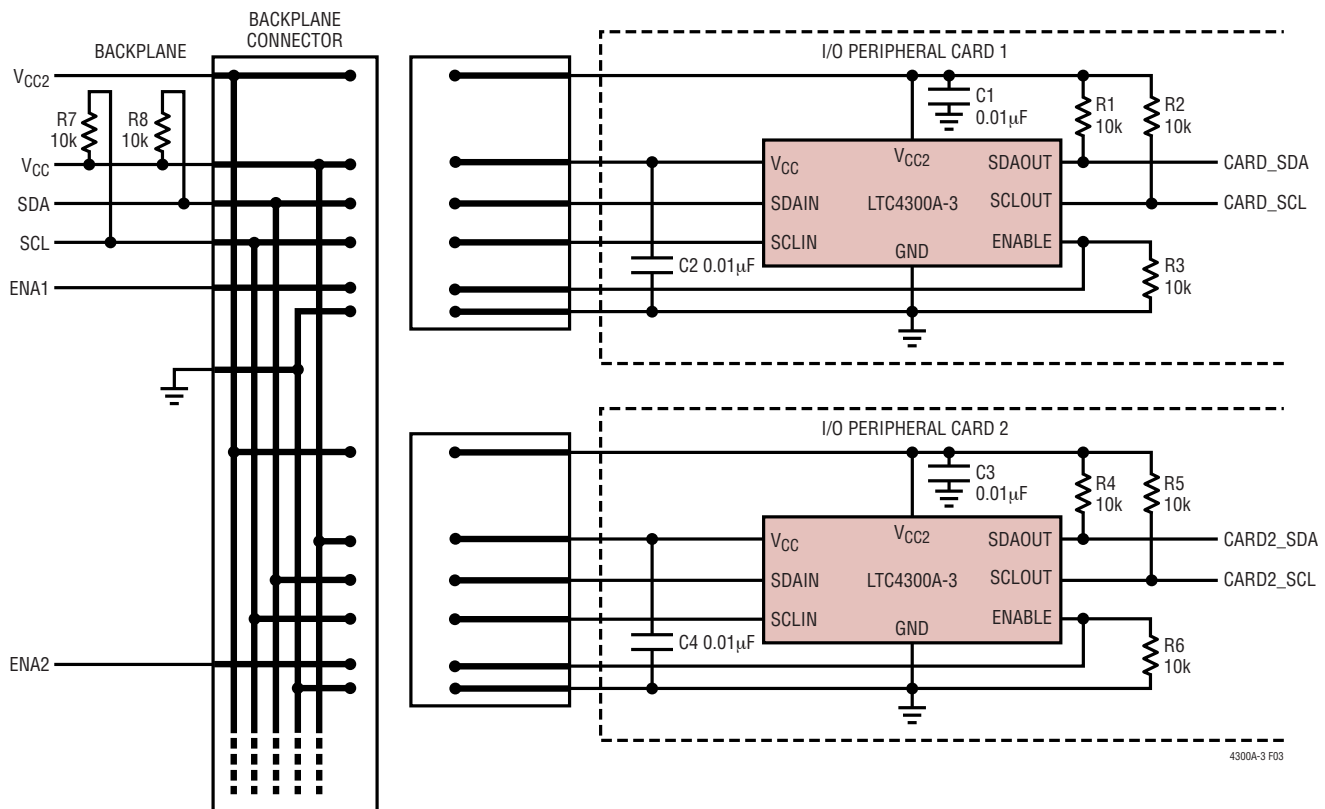 BACKPLANE
CONNECTOR
BACKPLANE
VCC2
R7
10k
R8
10k
VCC
SDA
SCL
ENA1
ENA2
I/O PERIPHERAL CARD 1
C1
0.01µF
R1
10k
R2
10k
VCC
VCC2
SDAOUT
CARD_SDA
SDAIN
LTC4300A-3
SCLOUT
CARD_SCL
SCLIN
GND
ENABLE
C2 0.01µF
R3
10k
I/O PERIPHERAL CARD 2
C3
0.01µF
R4
10k
R5
10k
VCC
VCC2
SDAOUT
CARD2_SDA
SDAIN
LTC4300A-3
SCLOUT
CARD2_SCL
SCLIN
GND
ENABLE
C4 0.01µF
R6
10k
4300A-3 F03